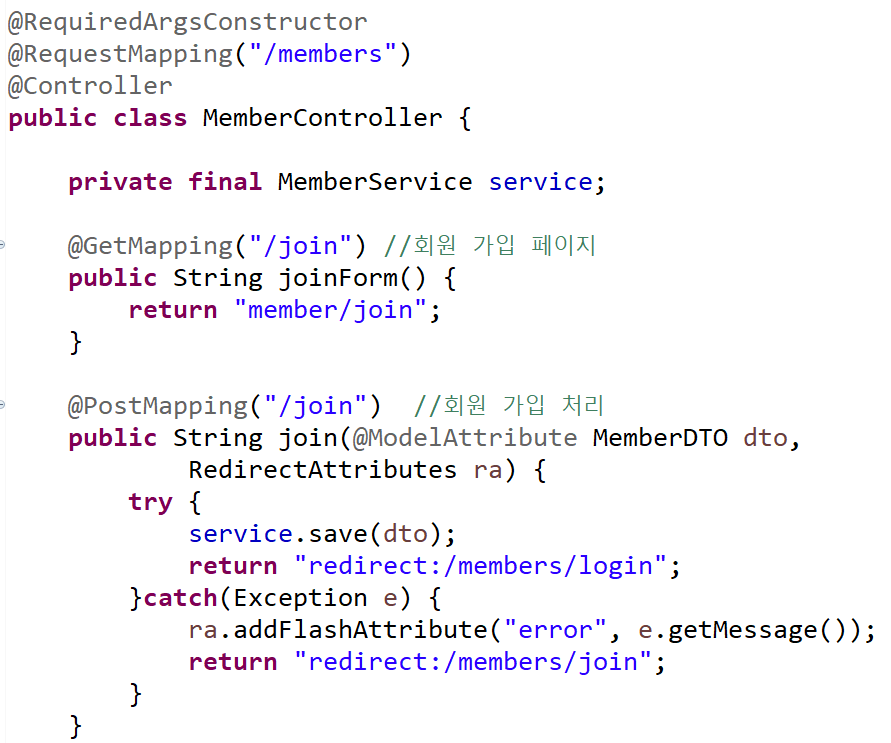 @RequiredArgsConstructor
@RequestMapping("/members")
@Controller
public class MemberController {
private final MemberService service;
@GetMapping("/join") //회원 가입 페이지
public String joinForm() {
return "member/join";
}
@PostMapping("/join") //회원 가입 처리
public String join(@ModelAttribute MemberDTO dto,
RedirectAttributes ra) {
try {
service.save(dto);
return "redirect:/members/login";
}catch(Exception e) {
ra.addFlashAttribute("error", e.getMessage());
return "redirect:/members/join";
}
}